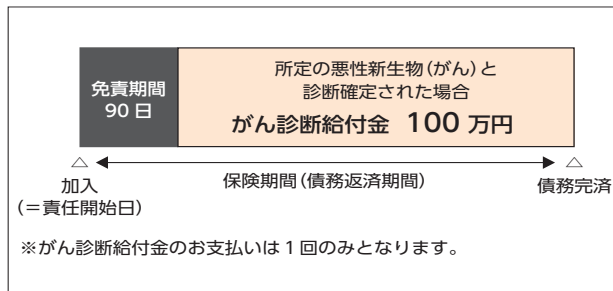 免責期間
90日
所定の悪性新生物(がん)と
診断確定された場合
がん診断給付金 100万円
△
△
加入
(=責任開始日)
保険期間(債務返済期間)
債務完済
※がん診断給付金のお支払いは1回のみとなります。